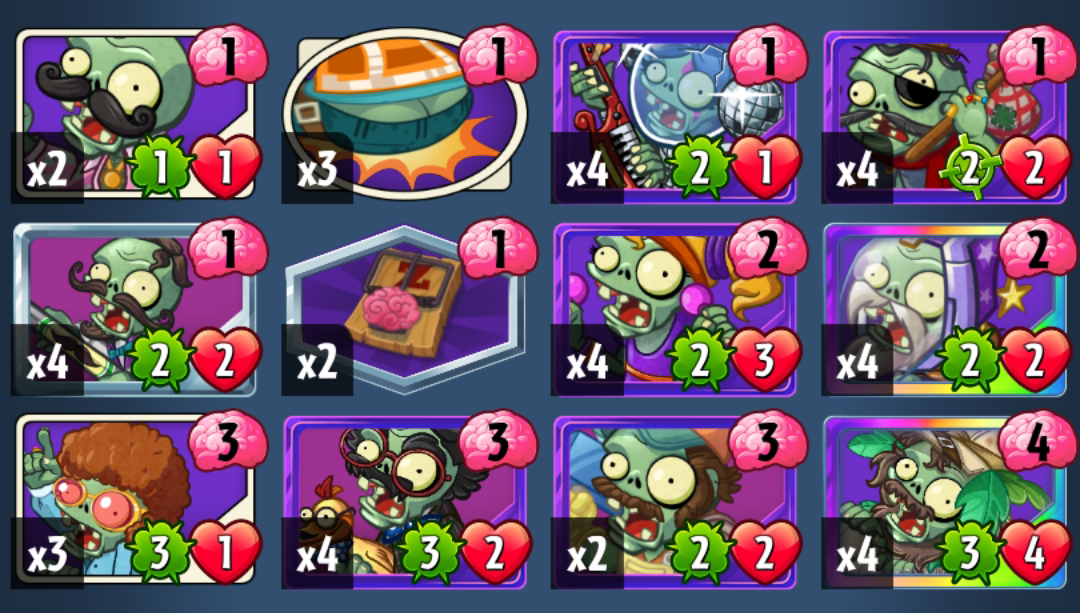 1 1 1 1
x2 1 1 x3 x4 2 1 x4 2 2
1 1 2 2
x4 2 2 x2 Z x4 2 3 x4 2 2
3 3 3 4
x3 3 1 x4 3 2 x2 2 2 x4 3 4